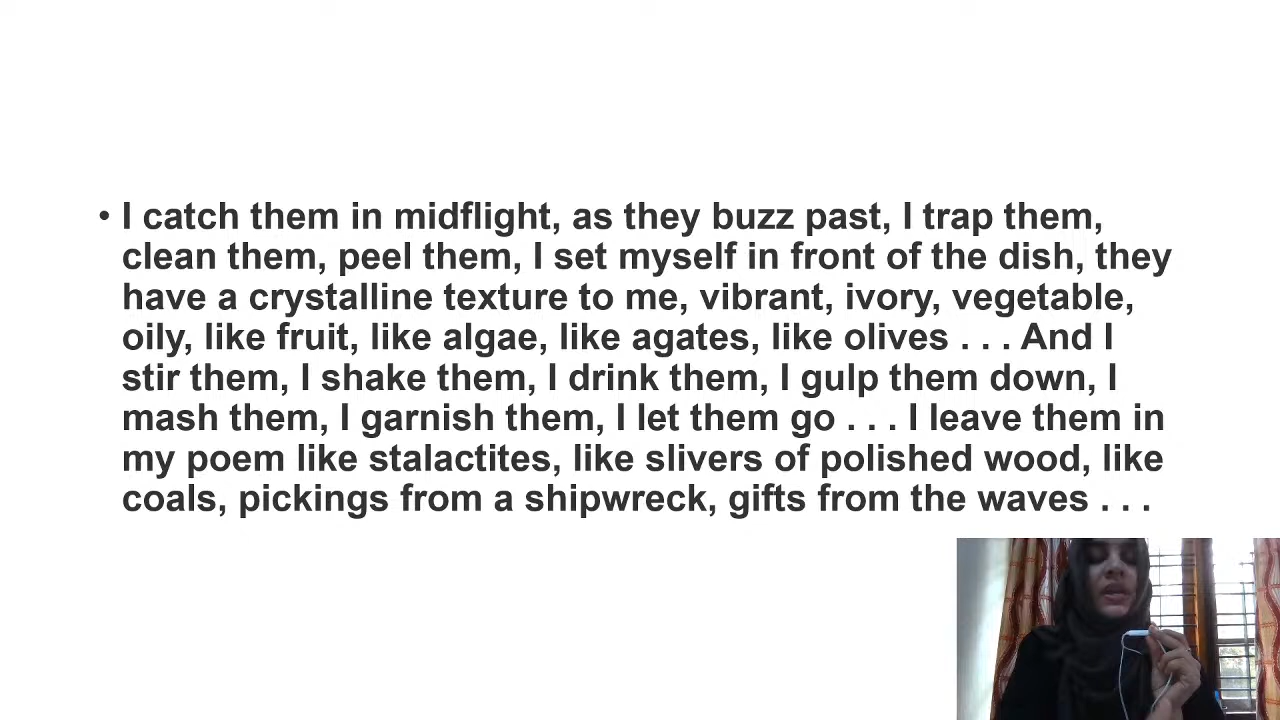 • I catch them in midflight, as they buzz past, I trap them,
clean them, peel them, I set myself in front of the dish, they
have a crystalline texture to me, vibrant, ivory, vegetable,
oily, like fruit, like algae, like agates, like olives . . . And I
stir them, I shake them, I drink them, I gulp them down, I
mash them, I garnish them, I let them go . . . I leave them in
my poem like stalactites, like slivers of polished wood, like
coals, pickings from a shipwreck, gifts from the waves . . .